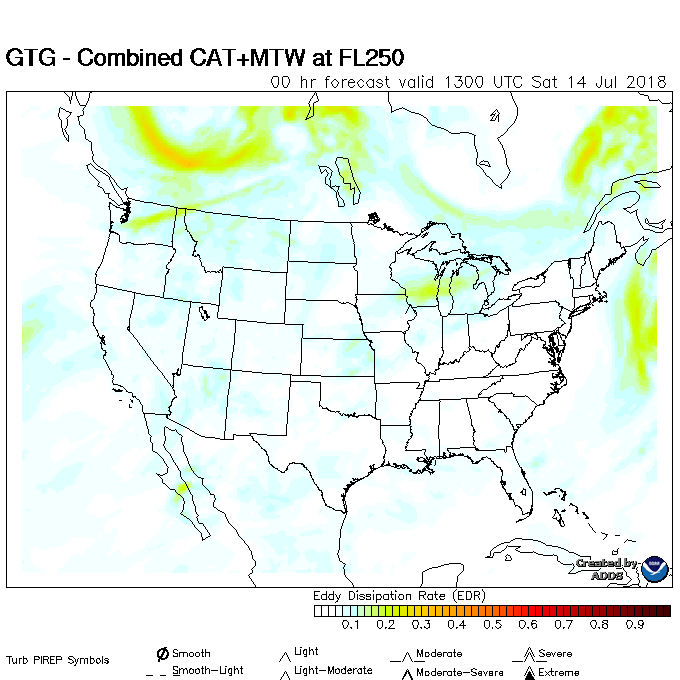 GTG - Combined CAT+MTW at FL250
00 hr forecast valid 1300 UTC Sat 14 Jul 2018
Created by
ADDS
Eddy Dissipation Rate (EDR)
0.1 0.2 0.3 0.4 0.5 0.6 0.7 0.8 0.9
Turb PIREP Symbols
Smooth Light Moderate Severe
Smooth-Light Light-Moderate Moderate-Severe Extreme